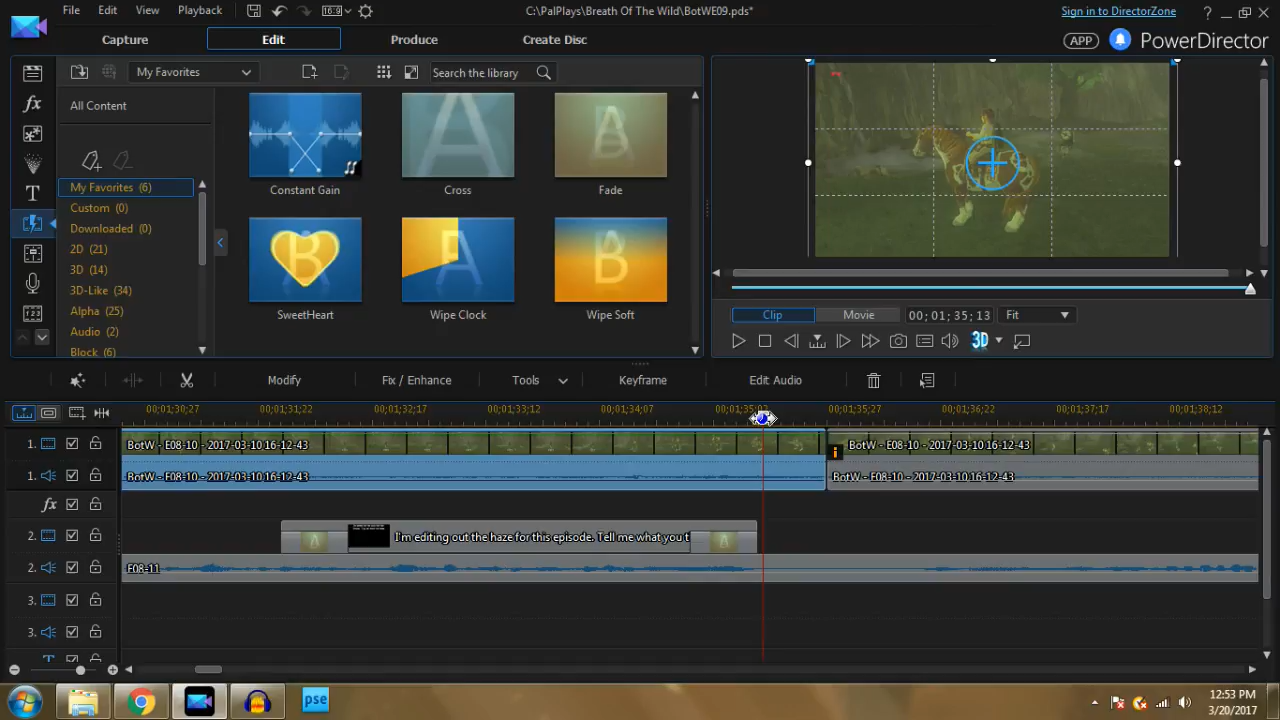 File Edit View Playback 16:9 C:\PalPlays\Breath Of The Wild\BotWE09.pds* Sign in to DirectorZone ?
Capture Edit Produce Create Disc APP PowerDirector
My Favorites Search the library
All Content
My Favorites (6)
Custom (0)
Downloaded (0)
2D (21)
3D (14)
3D-Like (34)
Alpha (25)
Audio (2)
Block (6)
Constant Gain Cross Fade
SweetHeart Wipe Clock Wipe Soft
Clip Movie 00; 01; 35; 13 Fit
3D
Modify Fix / Enhance Tools Keyframe Edit Audio
00;01;30;27 00;01;31;22 00;01;32;17 00;01;33;12 00;01;34;07 00;01;35;02 00;01;35;27 00;01;36;22 00;01;37;17 00;01;38;12
1. BotW - E08-10 - 2017-03-10 16-12-43 BotW - E08-10 - 2017-03-10 16-12-43
1. BotW - E08-10 - 2017-03-10 16-12-43 BotW - E08-10 - 2017-03-10 16-12-43
fx
2. I'm editing out the haze for this episode. Tell me what you t
2. E08-11
3.
3.
T
pse
12:53 PM
3/20/2017